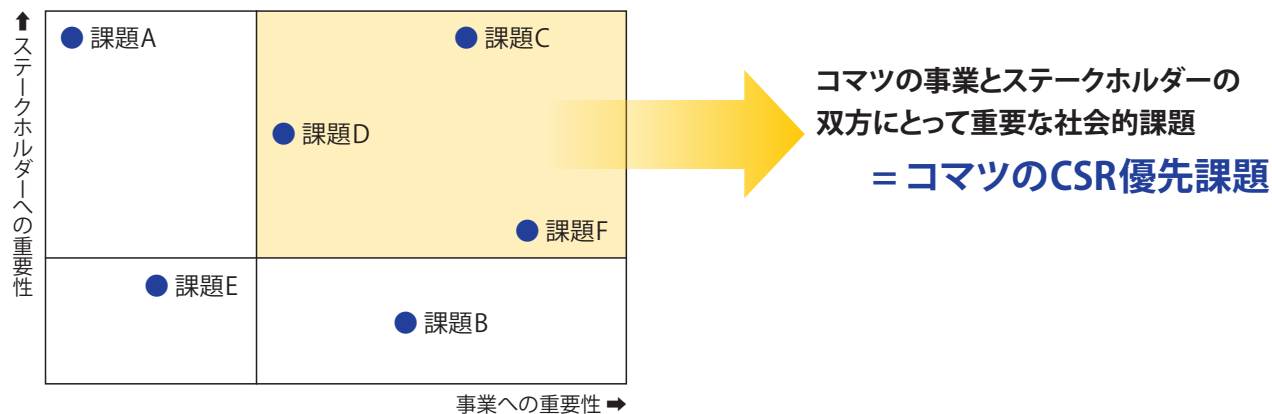 ⬆ステークホルダーへの重要性
課題A
課題C
課題D
課題F
課題E
課題B
事業への重要性➡
コマツの事業とステークホルダーの
双方にとって重要な社会的課題
＝コマツのCSR優先課題